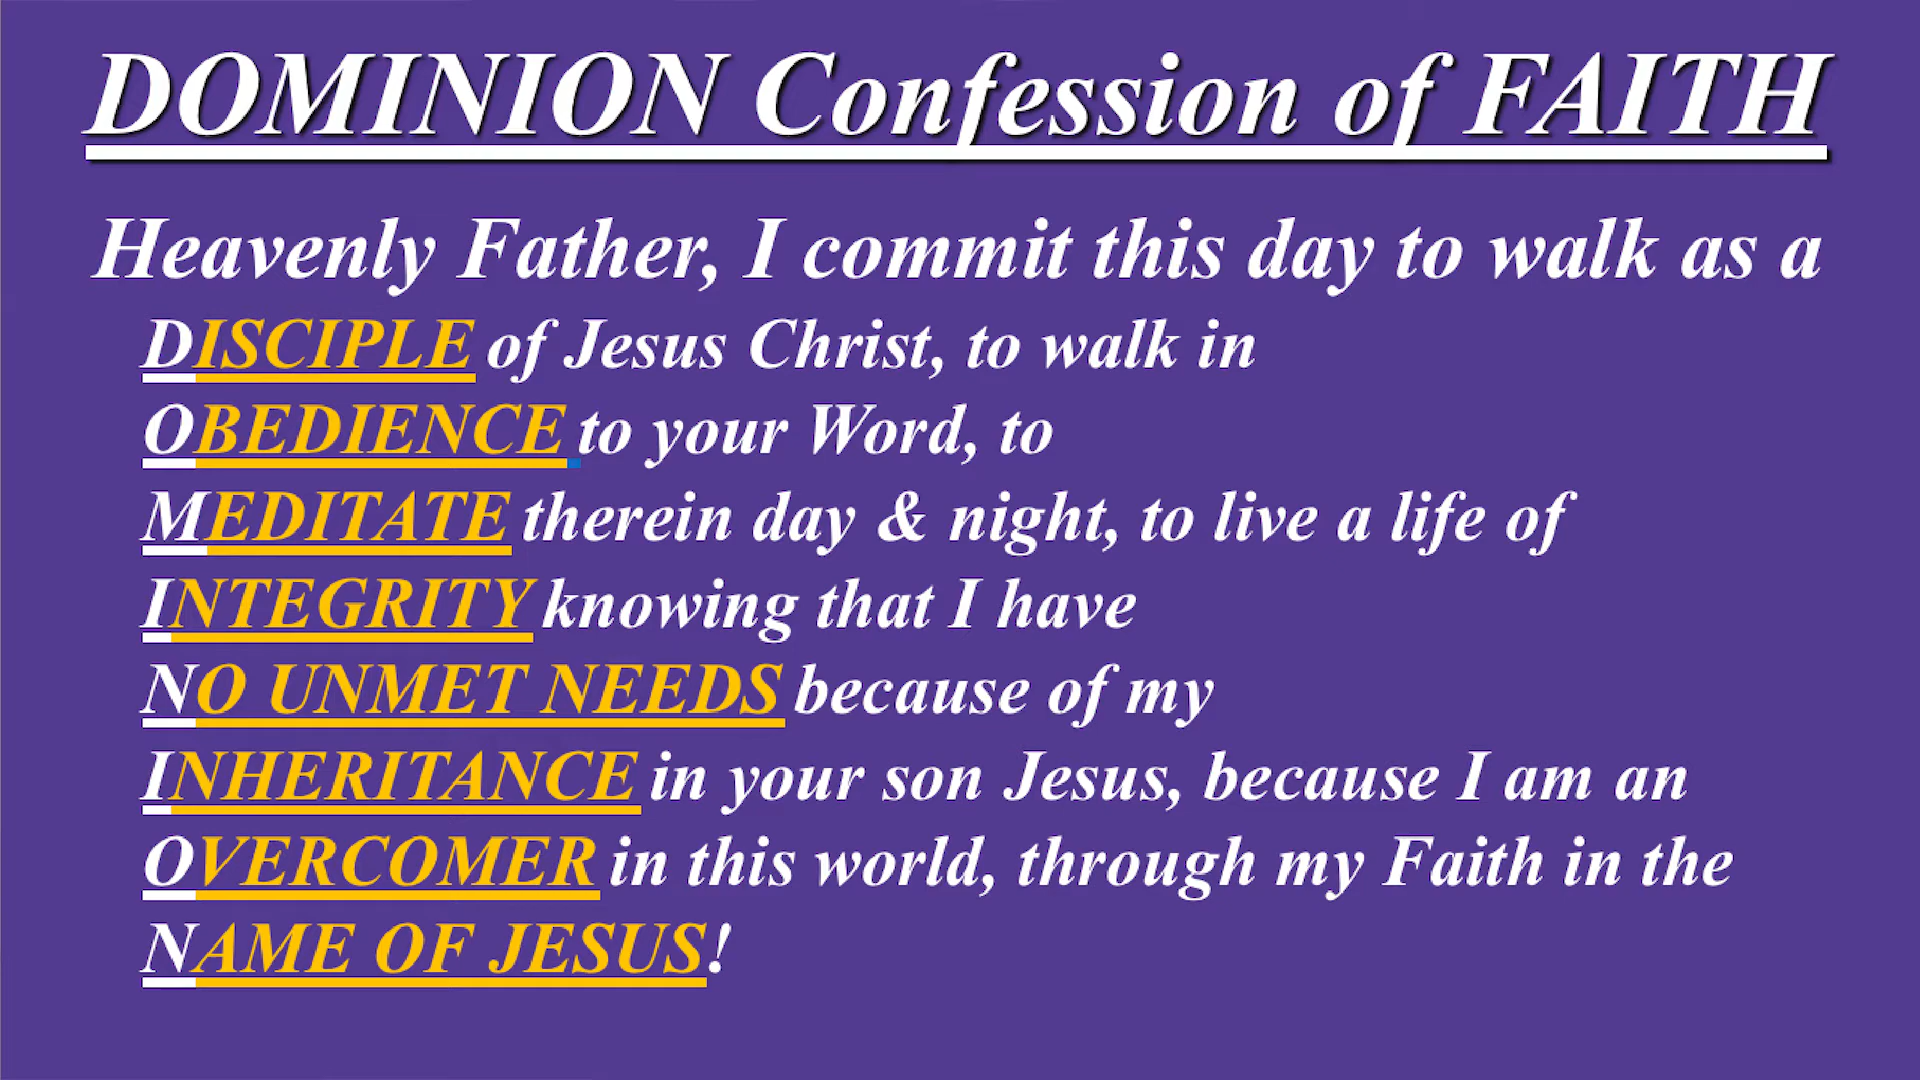 DOMINION Confession of FAITH
Heavenly Father, I commit this day to walk as a
DISCIPLE of Jesus Christ, to walk in
OBEDIENCE to your Word, to
MEDITATE therein day & night, to live a life of
INTEGRITY knowing that I have
NO UNMET NEEDS because of my
INHERITANCE in your son Jesus, because I am an
OVERCOMER in this world, through my Faith in the
NAME OF JESUS!